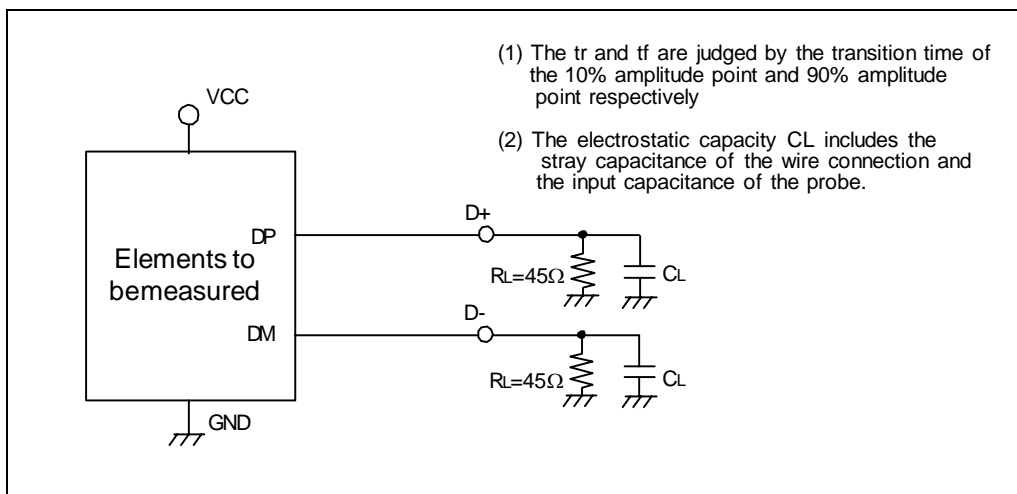 (1) The tr and tf are judged by the transition time of
the 10% amplitude point and 90% amplitude
point respectively
(2) The electrostatic capacity CL includes the
stray capacitance of the wire connection and
the input capacitance of the probe.
VCC
D+
DP
Elements to
bemeasured
RL=45Ω
CL
D-
DM
RL=45Ω
CL
GND